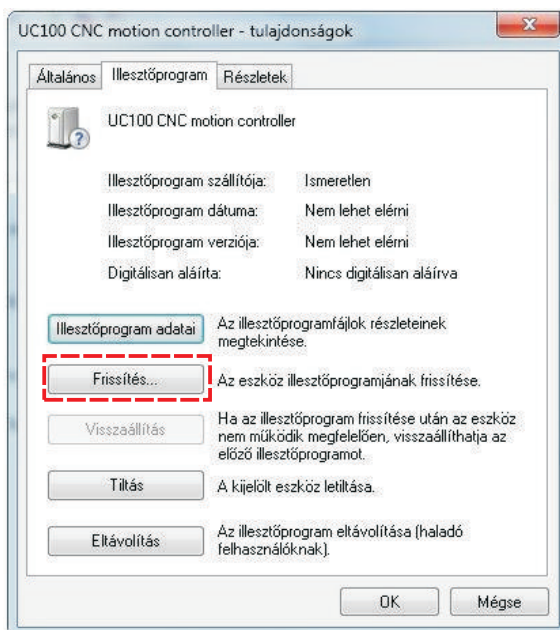 UC100 CNC motion controller - tulajdonságok
Általános
Illesztőprogram
Részletek
UC100 CNC motion controller
Illesztőprogram szállítója: Ismeretlen
Illesztőprogram dátuma: Nem lehet elérni
Illesztőprogram verziója: Nem lehet elérni
Digitálisan aláírta: Nincs digitálisan aláírva
Illesztőprogram adatai
Az illesztőprogramfájlok részleteinek
megtekintése.
Frissítés...
Az eszköz illesztőprogramjának frissítése.
Visszaállítás
Ha az illesztőprogram frissítése után az eszköz
nem működik megfelelően, visszaállíthatja az
előző illesztőprogramot.
Tiltás
A kijelölt eszköz letiltása.
Eltávolítás
Az illesztőprogram eltávolítása (haladó
felhasználóknak).
OK
Mégse